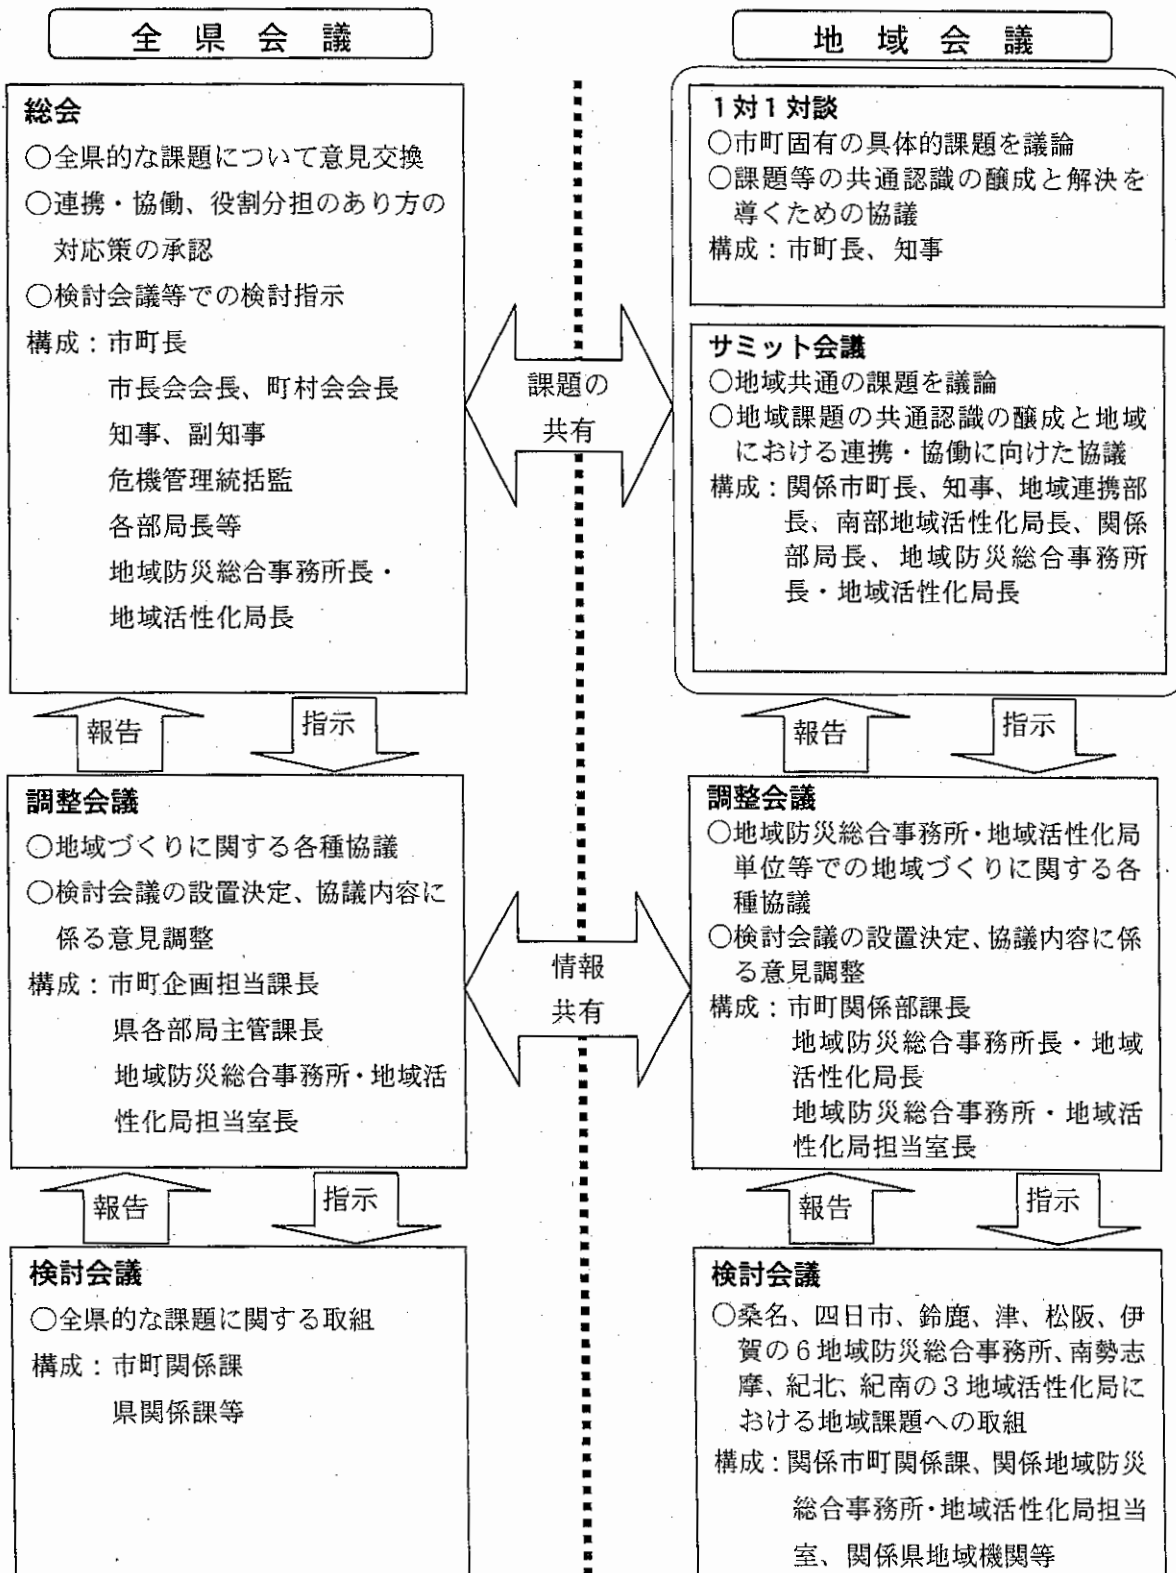 全県会議
総会
○全県的な課題について意見交換
○連携・協働、役割分担のあり方の
対応策の承認
○検討会議等での検討指示
構成：市町長
市長会会長、町村会会長
知事、副知事
危機管理統括監
各部局長等
地域防災総合事務所長・
地域活性化局長
報告
指示
調整会議
○地域づくりに関する各種協議
○検討会議の設置決定、協議内容に
係る意見調整
構成：市町企画担当課長
県各部局主管課長
地域防災総合事務所・地域活
性化局担当室長
報告
指示
検討会議
○全県的な課題に関する取組
構成：市町関係課
県関係課等
課題の
共有
情報
共有
地域会議
１対１対談
○市町固有の具体的課題を議論
○課題等の共通認識の醸成と解決を
導くための協議
構成：市町長、知事
サミット会議
○地域共通の課題を議論
○地域課題の共通認識の醸成と地域
における連携・協働に向けた協議
構成：関係市町長、知事、地域連携部
長、南部地域活性化局長、関係
部局長、地域防災総合事務所
長・地域活性化局長
報告
指示
調整会議
○地域防災総合事務所・地域活性化局
単位等での地域づくりに関する各
種協議
○検討会議の設置決定、協議内容に係
る意見調整
構成：市町関係部課長
地域防災総合事務所長・地域
活性化局長
地域防災総合事務所・地域活
性化局担当室長
報告
指示
検討会議
○桑名、四日市、鈴鹿、津、松阪、伊
賀の６地域防災総合事務所、南勢志
摩、紀北、紀南の３地域活性化局に
おける地域課題への取組
構成：関係市町関係課、関係地域防災
総合事務所・地域活性化局担当
室、関係県地域機関等